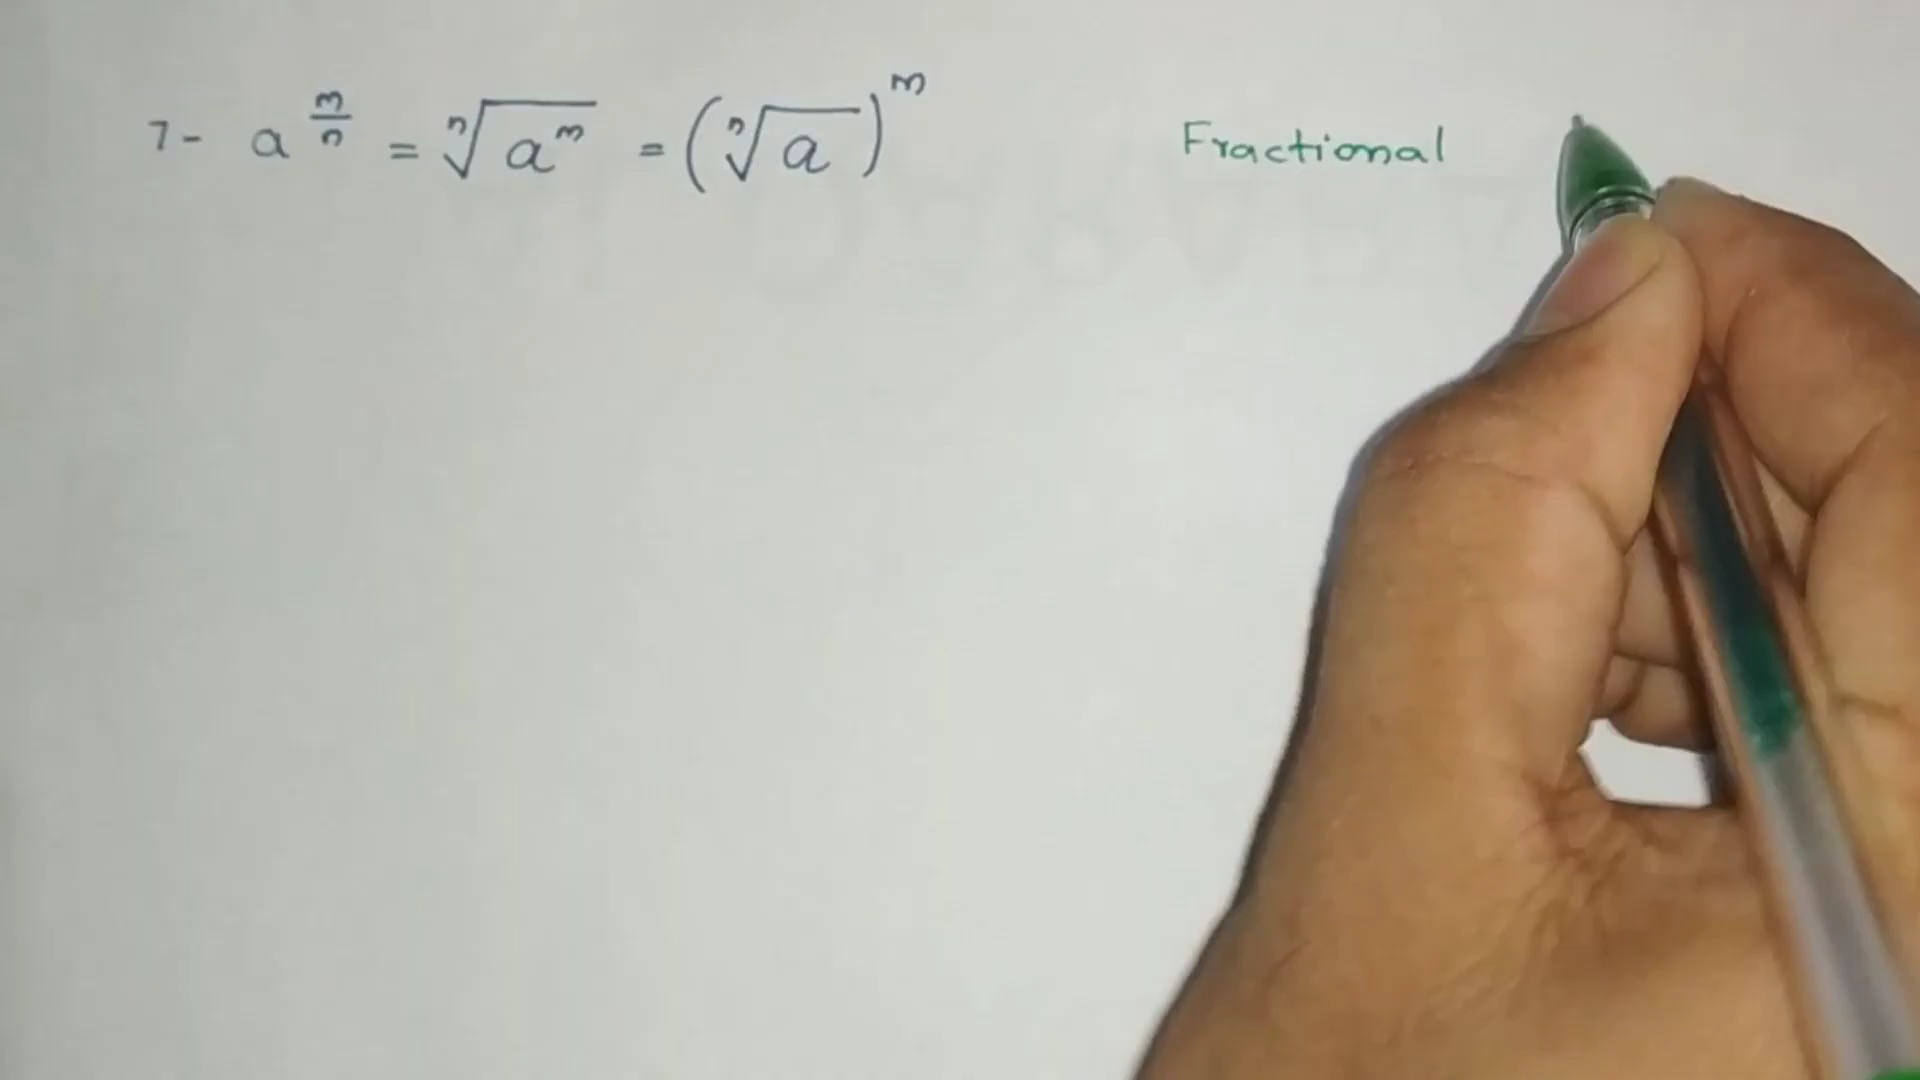 7- a^(m/n) = ⁿ√(a^m) = (ⁿ√a)^m Fractional